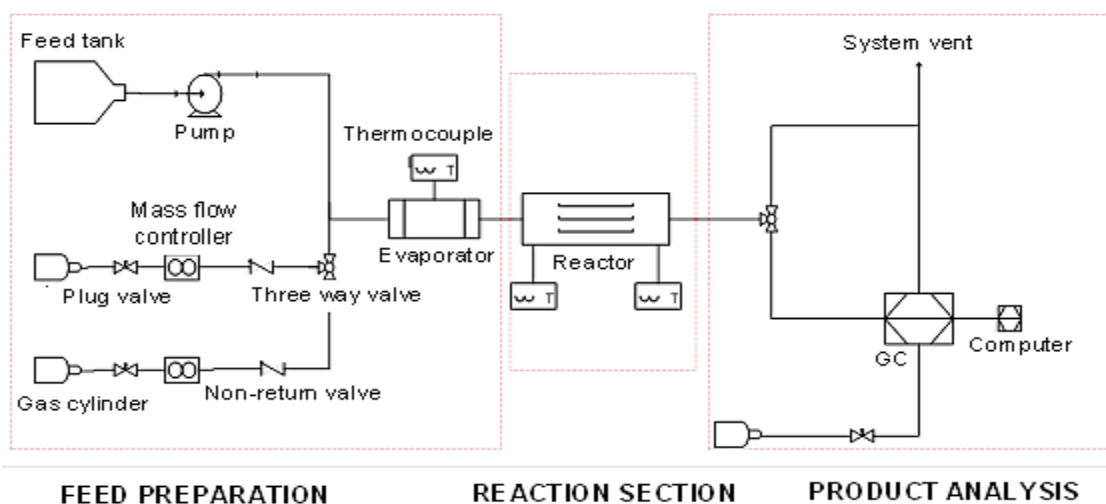 Feed tank
Pump
Thermocouple
T
Mass flow
controller
Evaporator
Plug valve
Three way valve
Gas cylinder
Non-return valve
Reactor
T
T
System vent
GC
Computer
FEED PREPARATION
REACTION SECTION
PRODUCT ANALYSIS